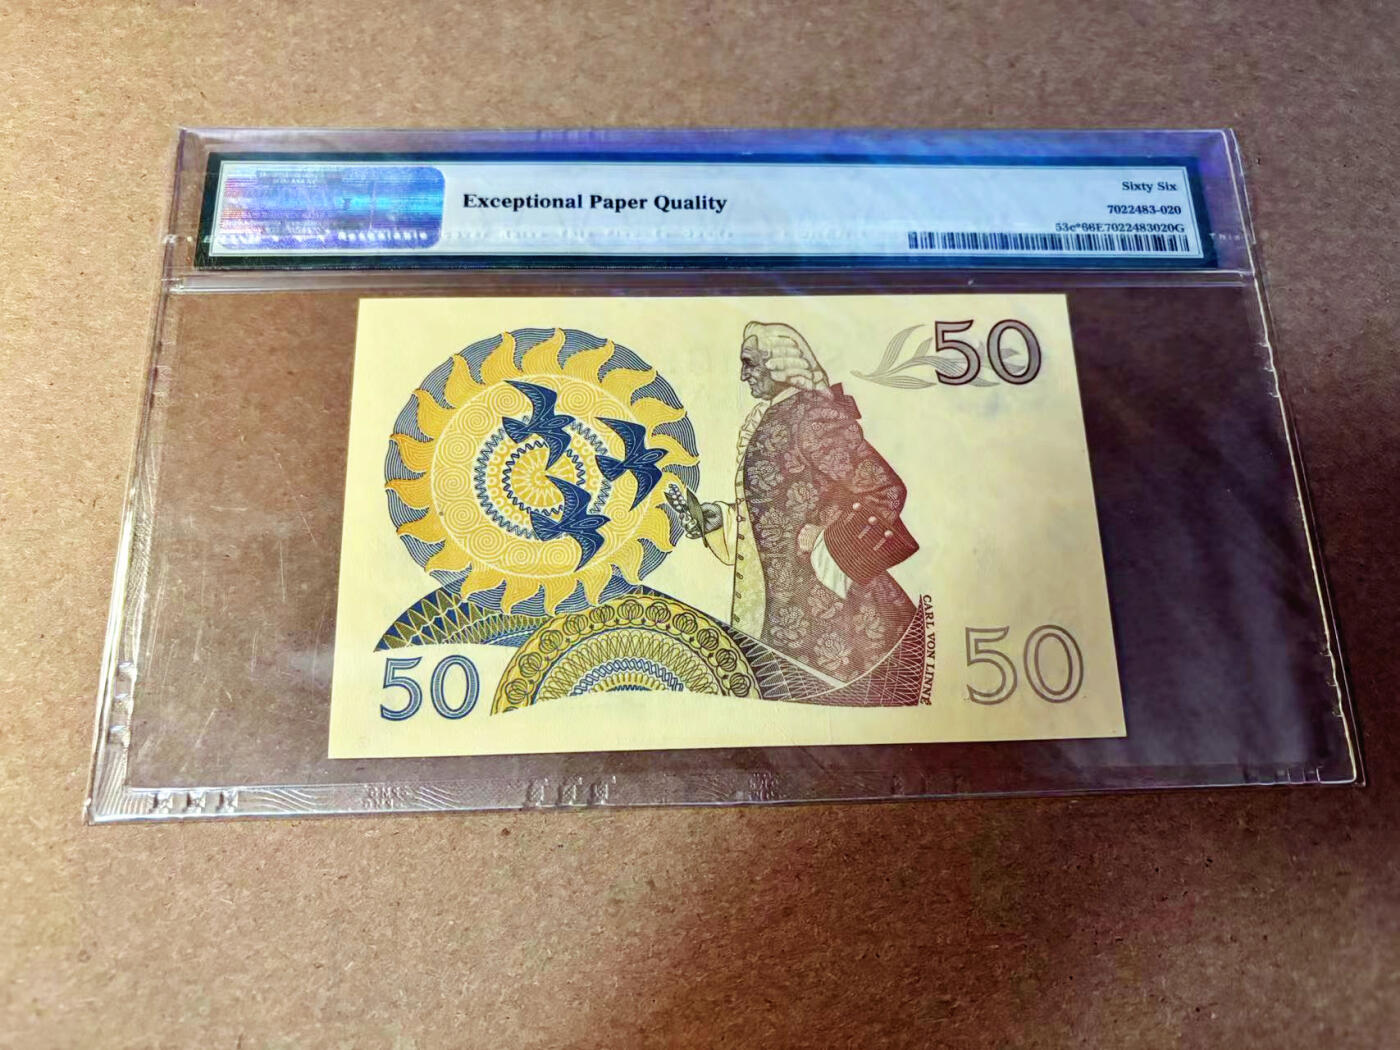 Exceptional Paper Quality
Sixty Six
7022483-020
53c*66E7022483020G
50
50
CARL VON LINNÉ
50